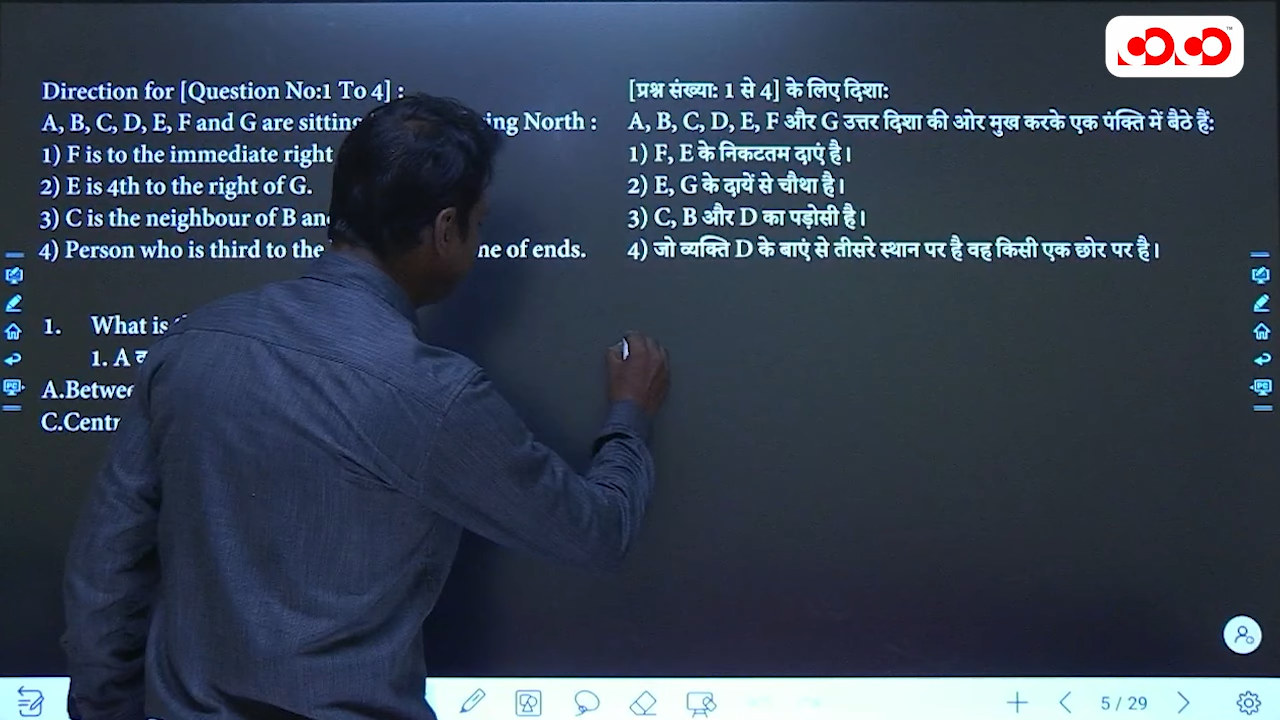 Direction for [Question No:1 To 4] :
A, B, C, D, E, F and G are sitting ing North :
1) F is to the immediate right
2) E is 4th to the right of G.
3) C is the neighbour of B and
4) Person who is third to the ne of ends.
[प्रश्न संख्या: 1 से 4] के लिए दिशा:
A, B, C, D, E, F और G उत्तर दिशा की ओर मुख करके एक पंक्ति में बैठे हैं:
1) F, E के निकटतम दाएं है।
2) E, G के दायें से चौथा है।
3) C, B और D का पड़ोसी है।
4) जो व्यक्ति D के बाएं से तीसरे स्थान पर है वह किसी एक छोर पर है।
1. What is
1. A
A.Betwee
C.Centr
5 / 29